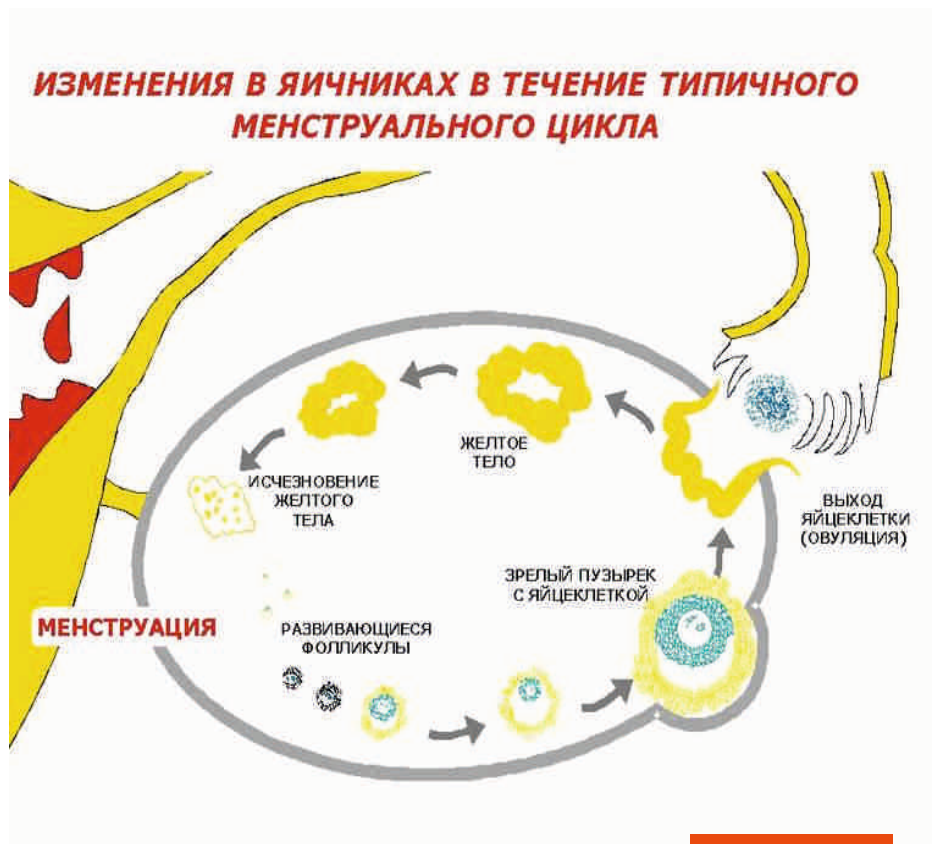 ИЗМЕНЕНИЯ В ЯИЧНИКАХ В ТЕЧЕНИЕ ТИПИЧНОГО
МЕНСТРУАЛЬНОГО ЦИКЛА
ЖЕЛТОЕ
ТЕЛО
ИСЧЕЗНОВЕНИЕ
ЖЕЛТОГО
ТЕЛА
ВЫХОД
ЯЙЦЕКЛЕТКИ
(ОВУЛЯЦИЯ)
ЗРЕЛЫЙ ПУЗЫРЕК
С ЯЙЦЕКЛЕТКОЙ
МЕНСТРУАЦИЯ
РАЗВИВАЮЩИЕСЯ
ФОЛЛИКУЛЫ